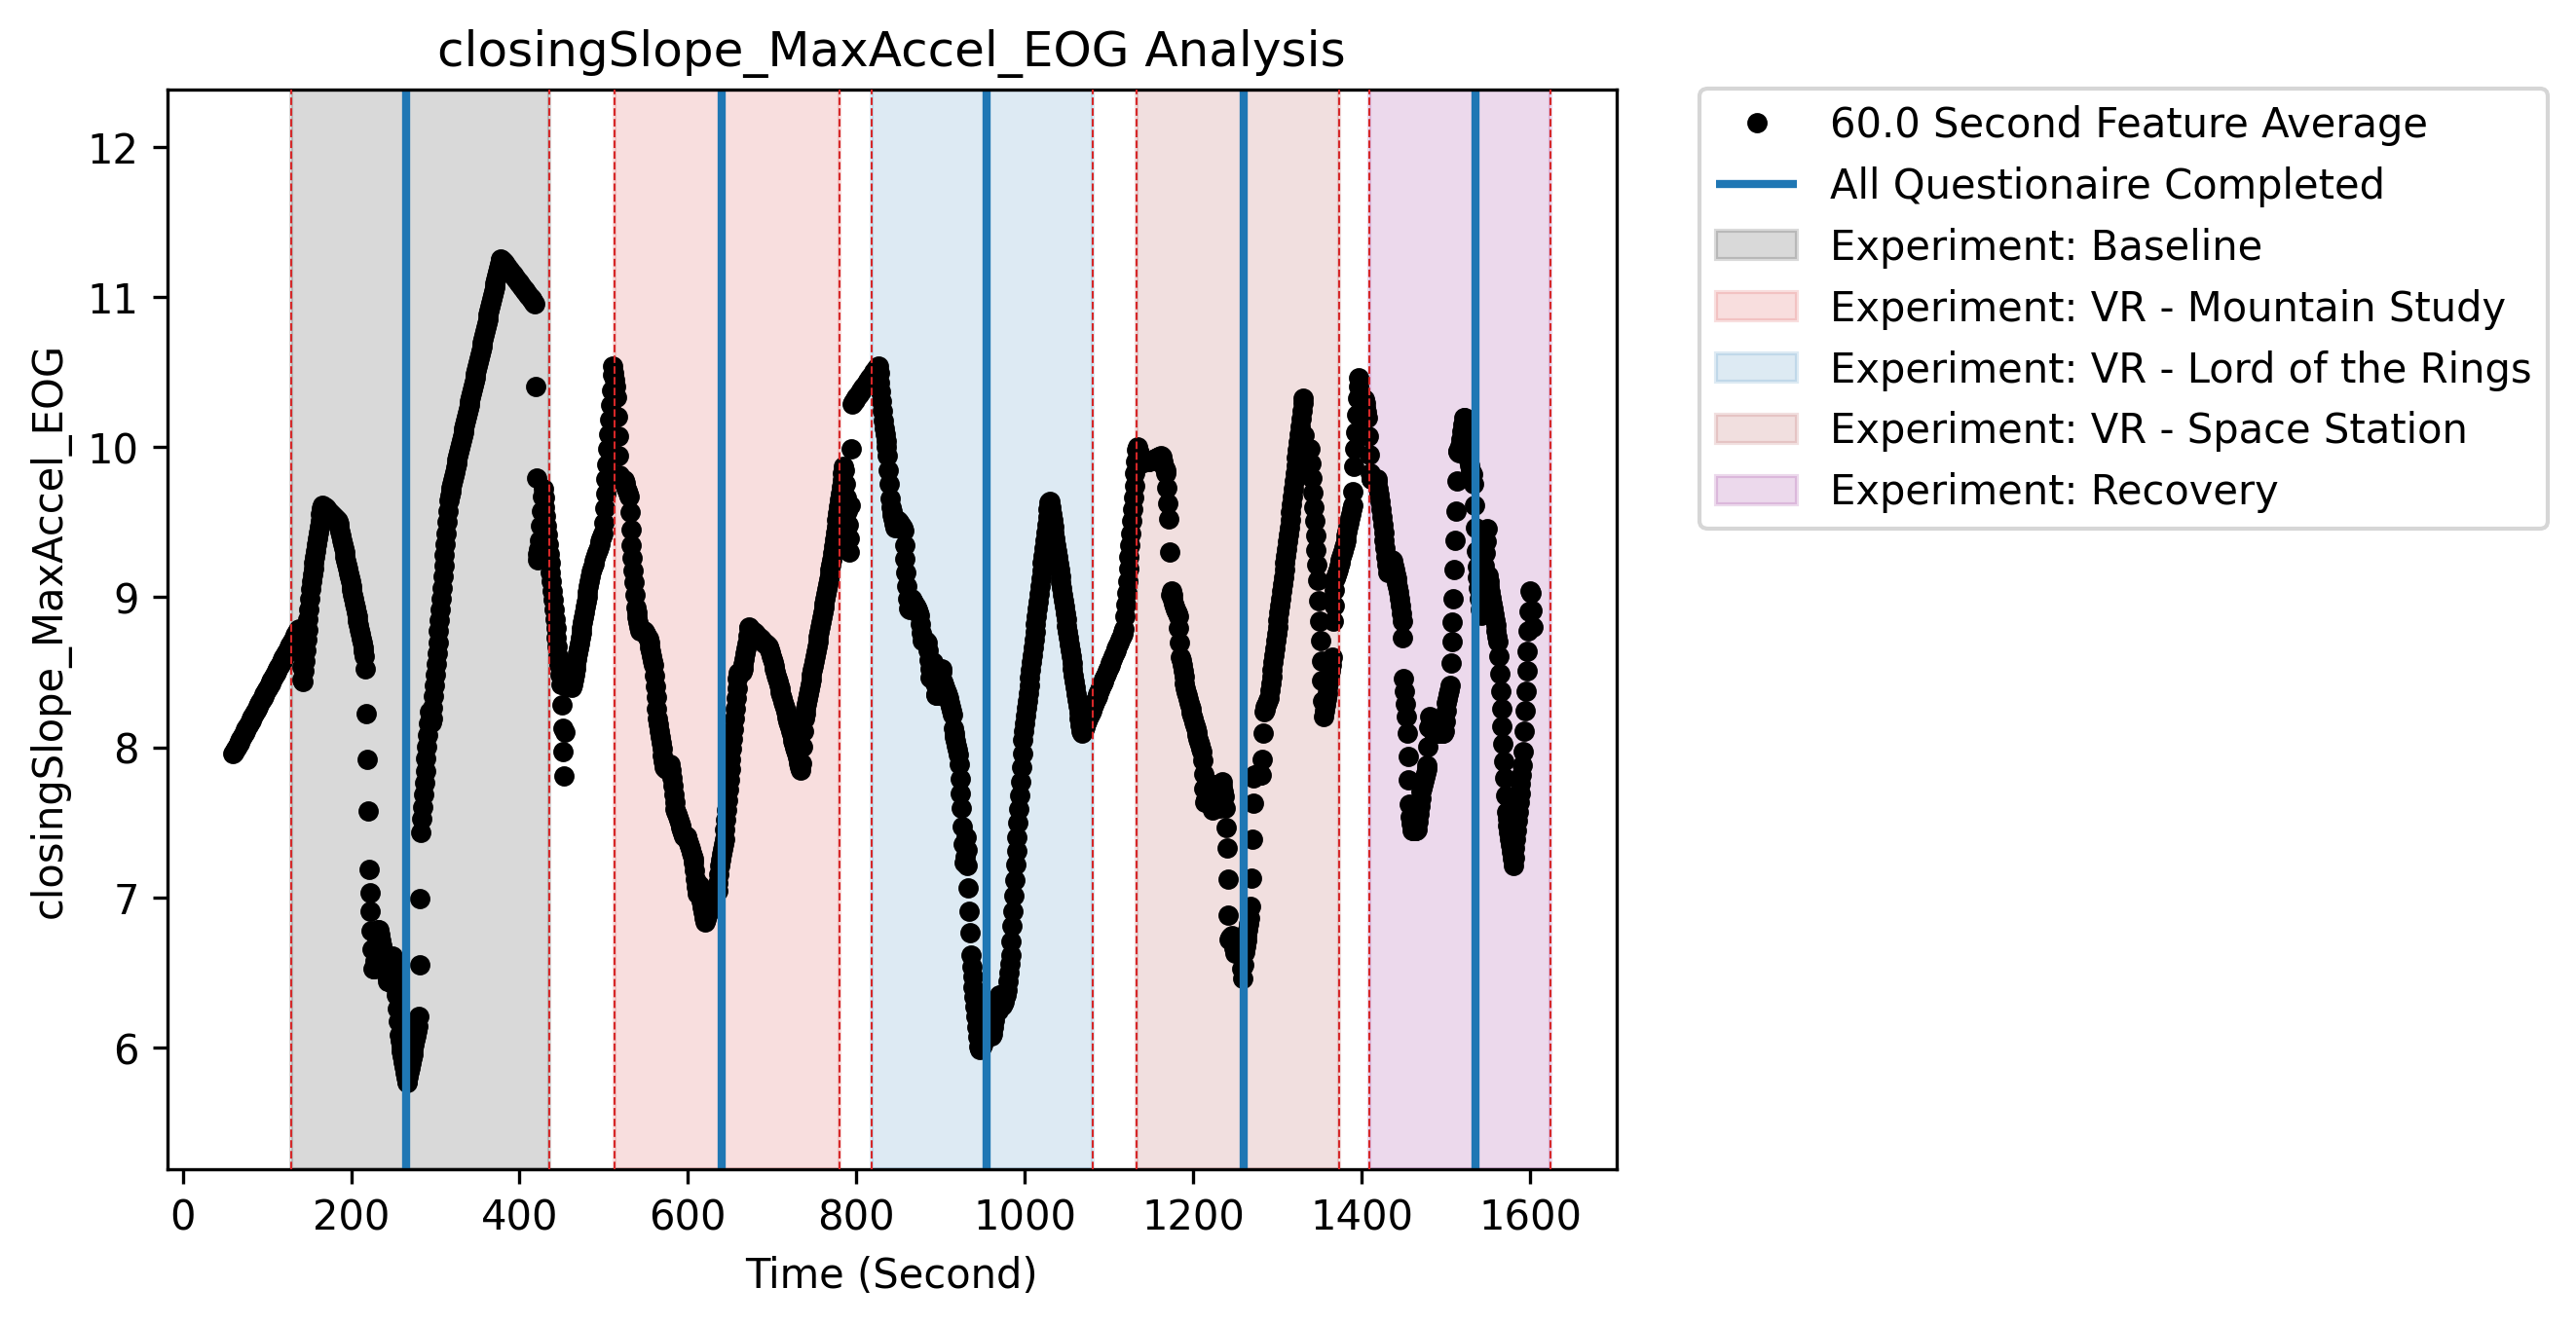 closingSlope_MaxAccel_EOG Analysis
closingSlope_MaxAccel_EOG
12
11
10
9
8
7
6
0 200 400 600 800 1000 1200 1400 1600
Time (Second)
60.0 Second Feature Average
All Questionaire Completed
Experiment: Baseline
Experiment: VR - Mountain Study
Experiment: VR - Lord of the Rings
Experiment: VR - Space Station
Experiment: Recovery